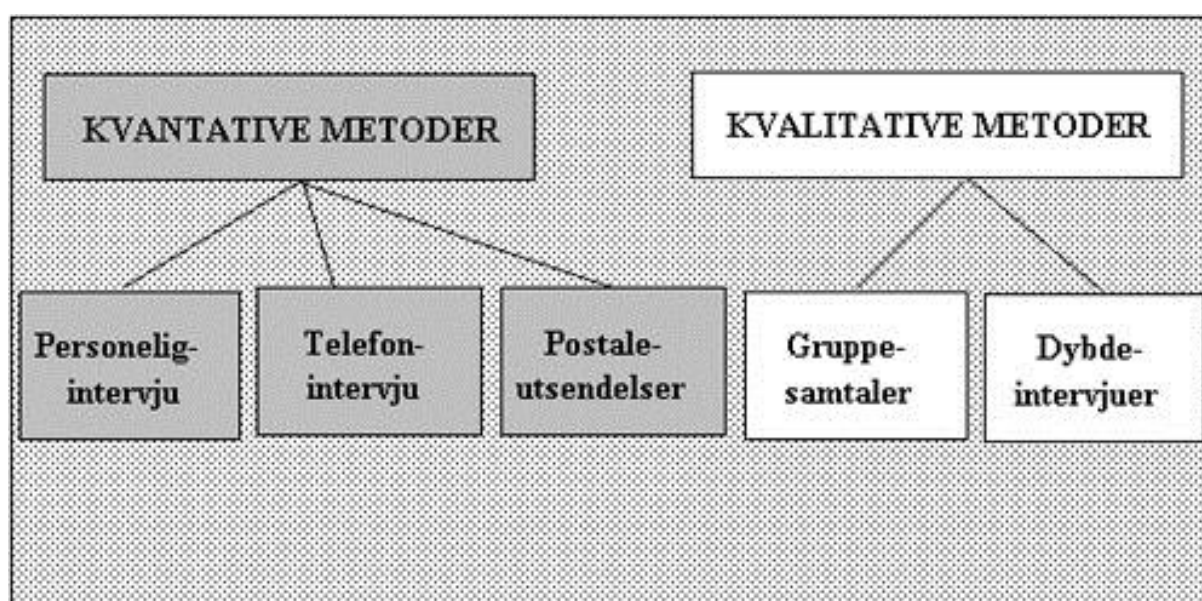 KVANTATIVE METODER
KVALITATIVE METODER
Personelig-
intervju
Telefon-
intervju
Postale-
utsendelser
Gruppe-
samtaler
Dybde-
intervjuer